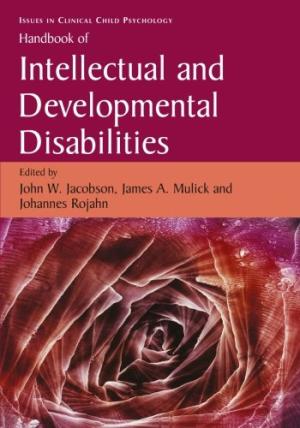 ISSUES IN CLINICAL CHILD PSYCHOLOGY
Handbook of
Intellectual and
Developmental
Disabilities
Edited by
John W. Jacobson, James A. Mulick and
Johannes Rojahn